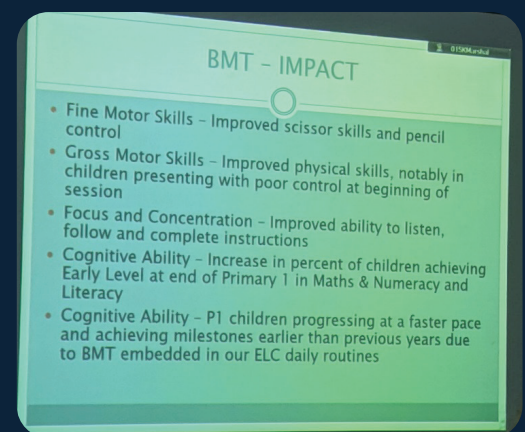 BMT – IMPACT
• Fine Motor Skills – Improved scissor skills and pencil
control
• Gross Motor Skills – Improved physical skills, notably in
children presenting with poor control at beginning of
session
• Focus and Concentration – Improved ability to listen,
follow and complete instructions
• Cognitive Ability – Increase in percent of children achieving
Early Level at end of Primary 1 in Maths & Numeracy and
Literacy
• Cognitive Ability – P1 children progressing at a faster pace
and achieving milestones earlier than previous years due
to BMT embedded in our ELC daily routines